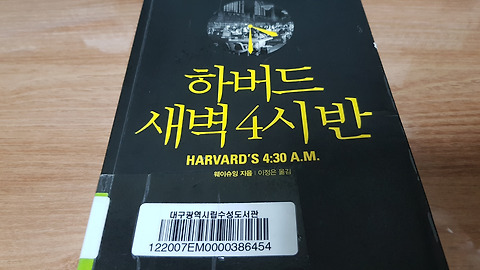 하버드
새벽 4시 반
HARVARD'S 4:30 A.M.
웨이슈잉 지음 | 이정은 옮김
대구광역시립수성도서관
122007EM0000386454